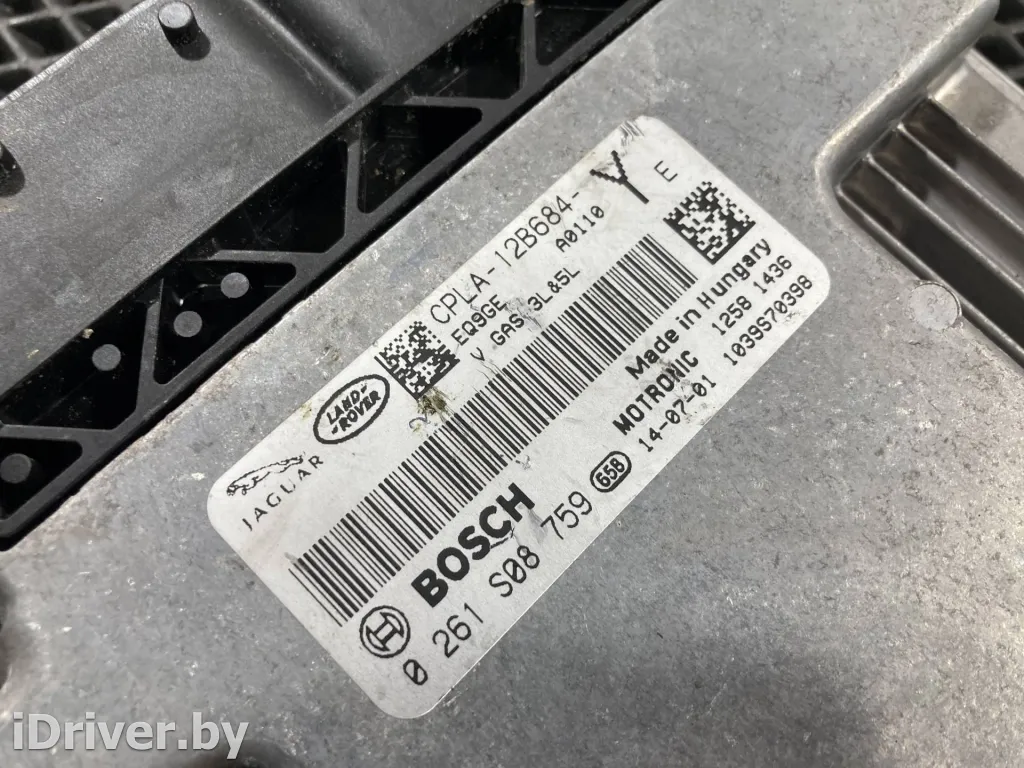 CPLA-12B684-
Y
E
EQ9GE
A0110
V GAS 3L&5L
LAND
ROVER
JAGUAR
BOSCH
0 261 S08 759
658
Made in Hungary
MOTRONIC
1258 1436
14-07-01
1039S70398
iDriver.by